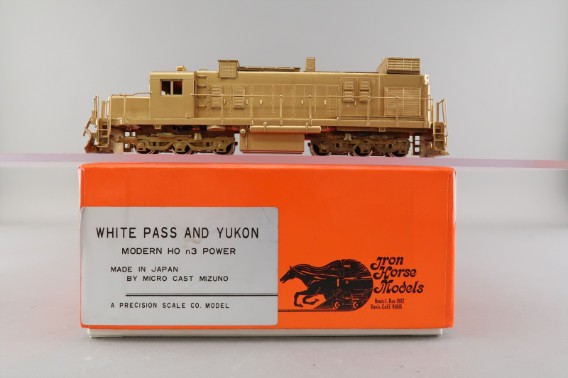 WHITE PASS AND YUKON
MODERN HO n3 POWER
MADE IN JAPAN
BY MICRO CAST MIZUNO
A PRECISION SCALE CO. MODEL
Iron
Horse
Models